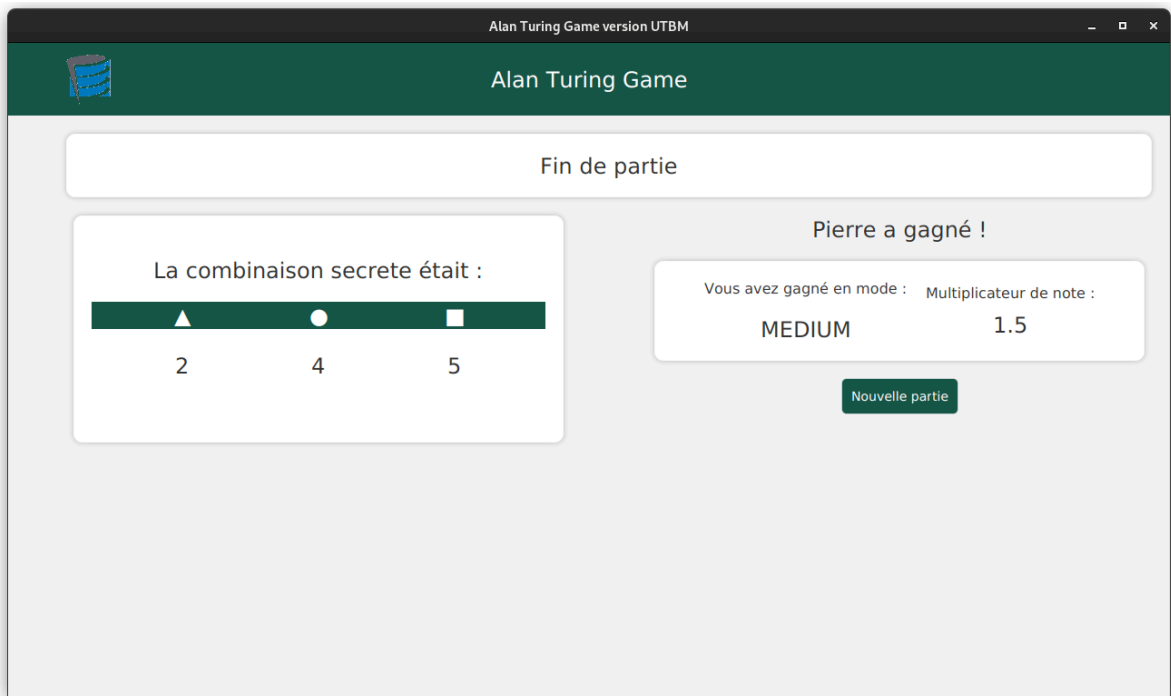 Alan Turing Game version UTBM
Alan Turing Game
Fin de partie
La combinaison secrete était :
▲ ● ■
2 4 5
Pierre a gagné !
Vous avez gagné en mode :
MEDIUM
Multiplicateur de note :
1.5
Nouvelle partie